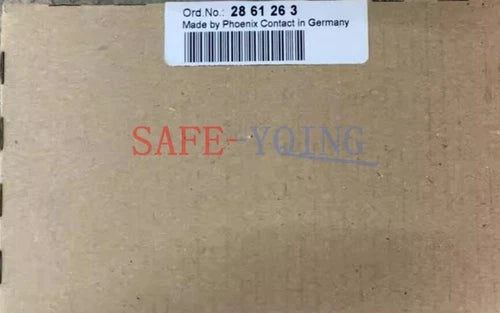 Ord.No.: 28 61 26 3
Made by Phoenix Contact in Germany
SAFE-YQING